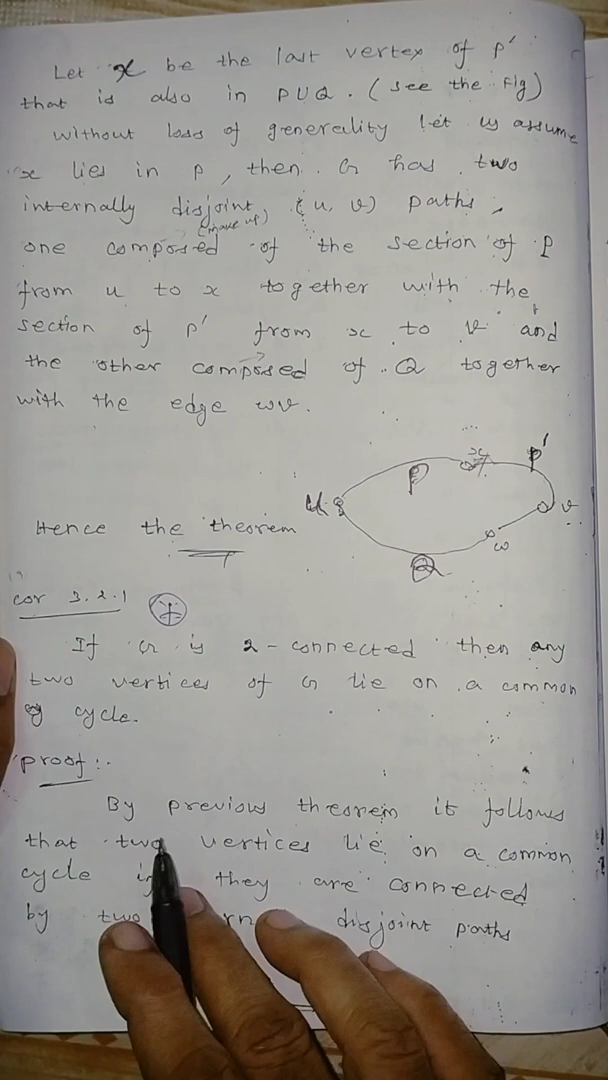 Let x be the last vertex of P'
that is also in PUQ. (see the Fig)
without loss of generality let us assume
x lies in P, then G has two
internally disjoint (u, v) paths,
(make up)
one composed of the section of P
from u to x together with the
section of P' from x to v and
the other composed of Q together
with the edge wv.
x P'
P
u v
w
Q
Hence the theorem
cor 3.2.1
If G is 2-connected then any
two vertices of G lie on a common
cycle.
proof:.
By previous theorem it follows
that two vertices lie on a common
cycle they are connected
by two disjoint paths